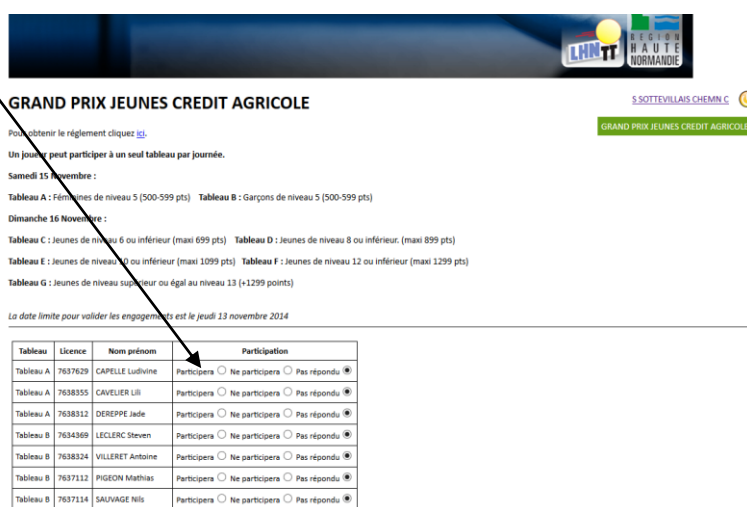 LHNTT
REGION
HAUTE
NORMANDIE
GRAND PRIX JEUNES CREDIT AGRICOLE
S SOTTEVILLAIS CHEMN C
GRAND PRIX JEUNES CREDIT AGRICOLE
Pour obtenir le réglement cliquez ici.
Un joueur peut participer à un seul tableau par journée.
Samedi 15 Novembre :
Tableau A : Féminines de niveau 5 (500-599 pts) Tableau B : Garçons de niveau 5 (500-599 pts)
Dimanche 16 Novembre :
Tableau C : Jeunes de niveau 6 ou inférieur (maxi 699 pts) Tableau D : Jeunes de niveau 8 ou inférieur. (maxi 899 pts)
Tableau E : Jeunes de niveau 10 ou inférieur (maxi 1099 pts) Tableau F : Jeunes de niveau 12 ou inférieur (maxi 1299 pts)
Tableau G : Jeunes de niveau supérieur ou égal au niveau 13 (+1299 points)
La date limite pour valider les engagements est le jeudi 13 novembre 2014
Tableau Licence Nom prénom Participation
Tableau A 7637629 CAPELLE Ludivine Participera Ne participera Pas répondu
Tableau A 7638355 CAVELIER Lili Participera Ne participera Pas répondu
Tableau A 7638312 DEREPPE Jade Participera Ne participera Pas répondu
Tableau B 7634369 LECLERC Steven Participera Ne participera Pas répondu
Tableau B 7638324 VILLERET Antoine Participera Ne participera Pas répondu
Tableau B 7637112 PIGEON Mathias Participera Ne participera Pas répondu
Tableau B 7637114 SAUVAGE Nils Participera Ne participera Pas répondu